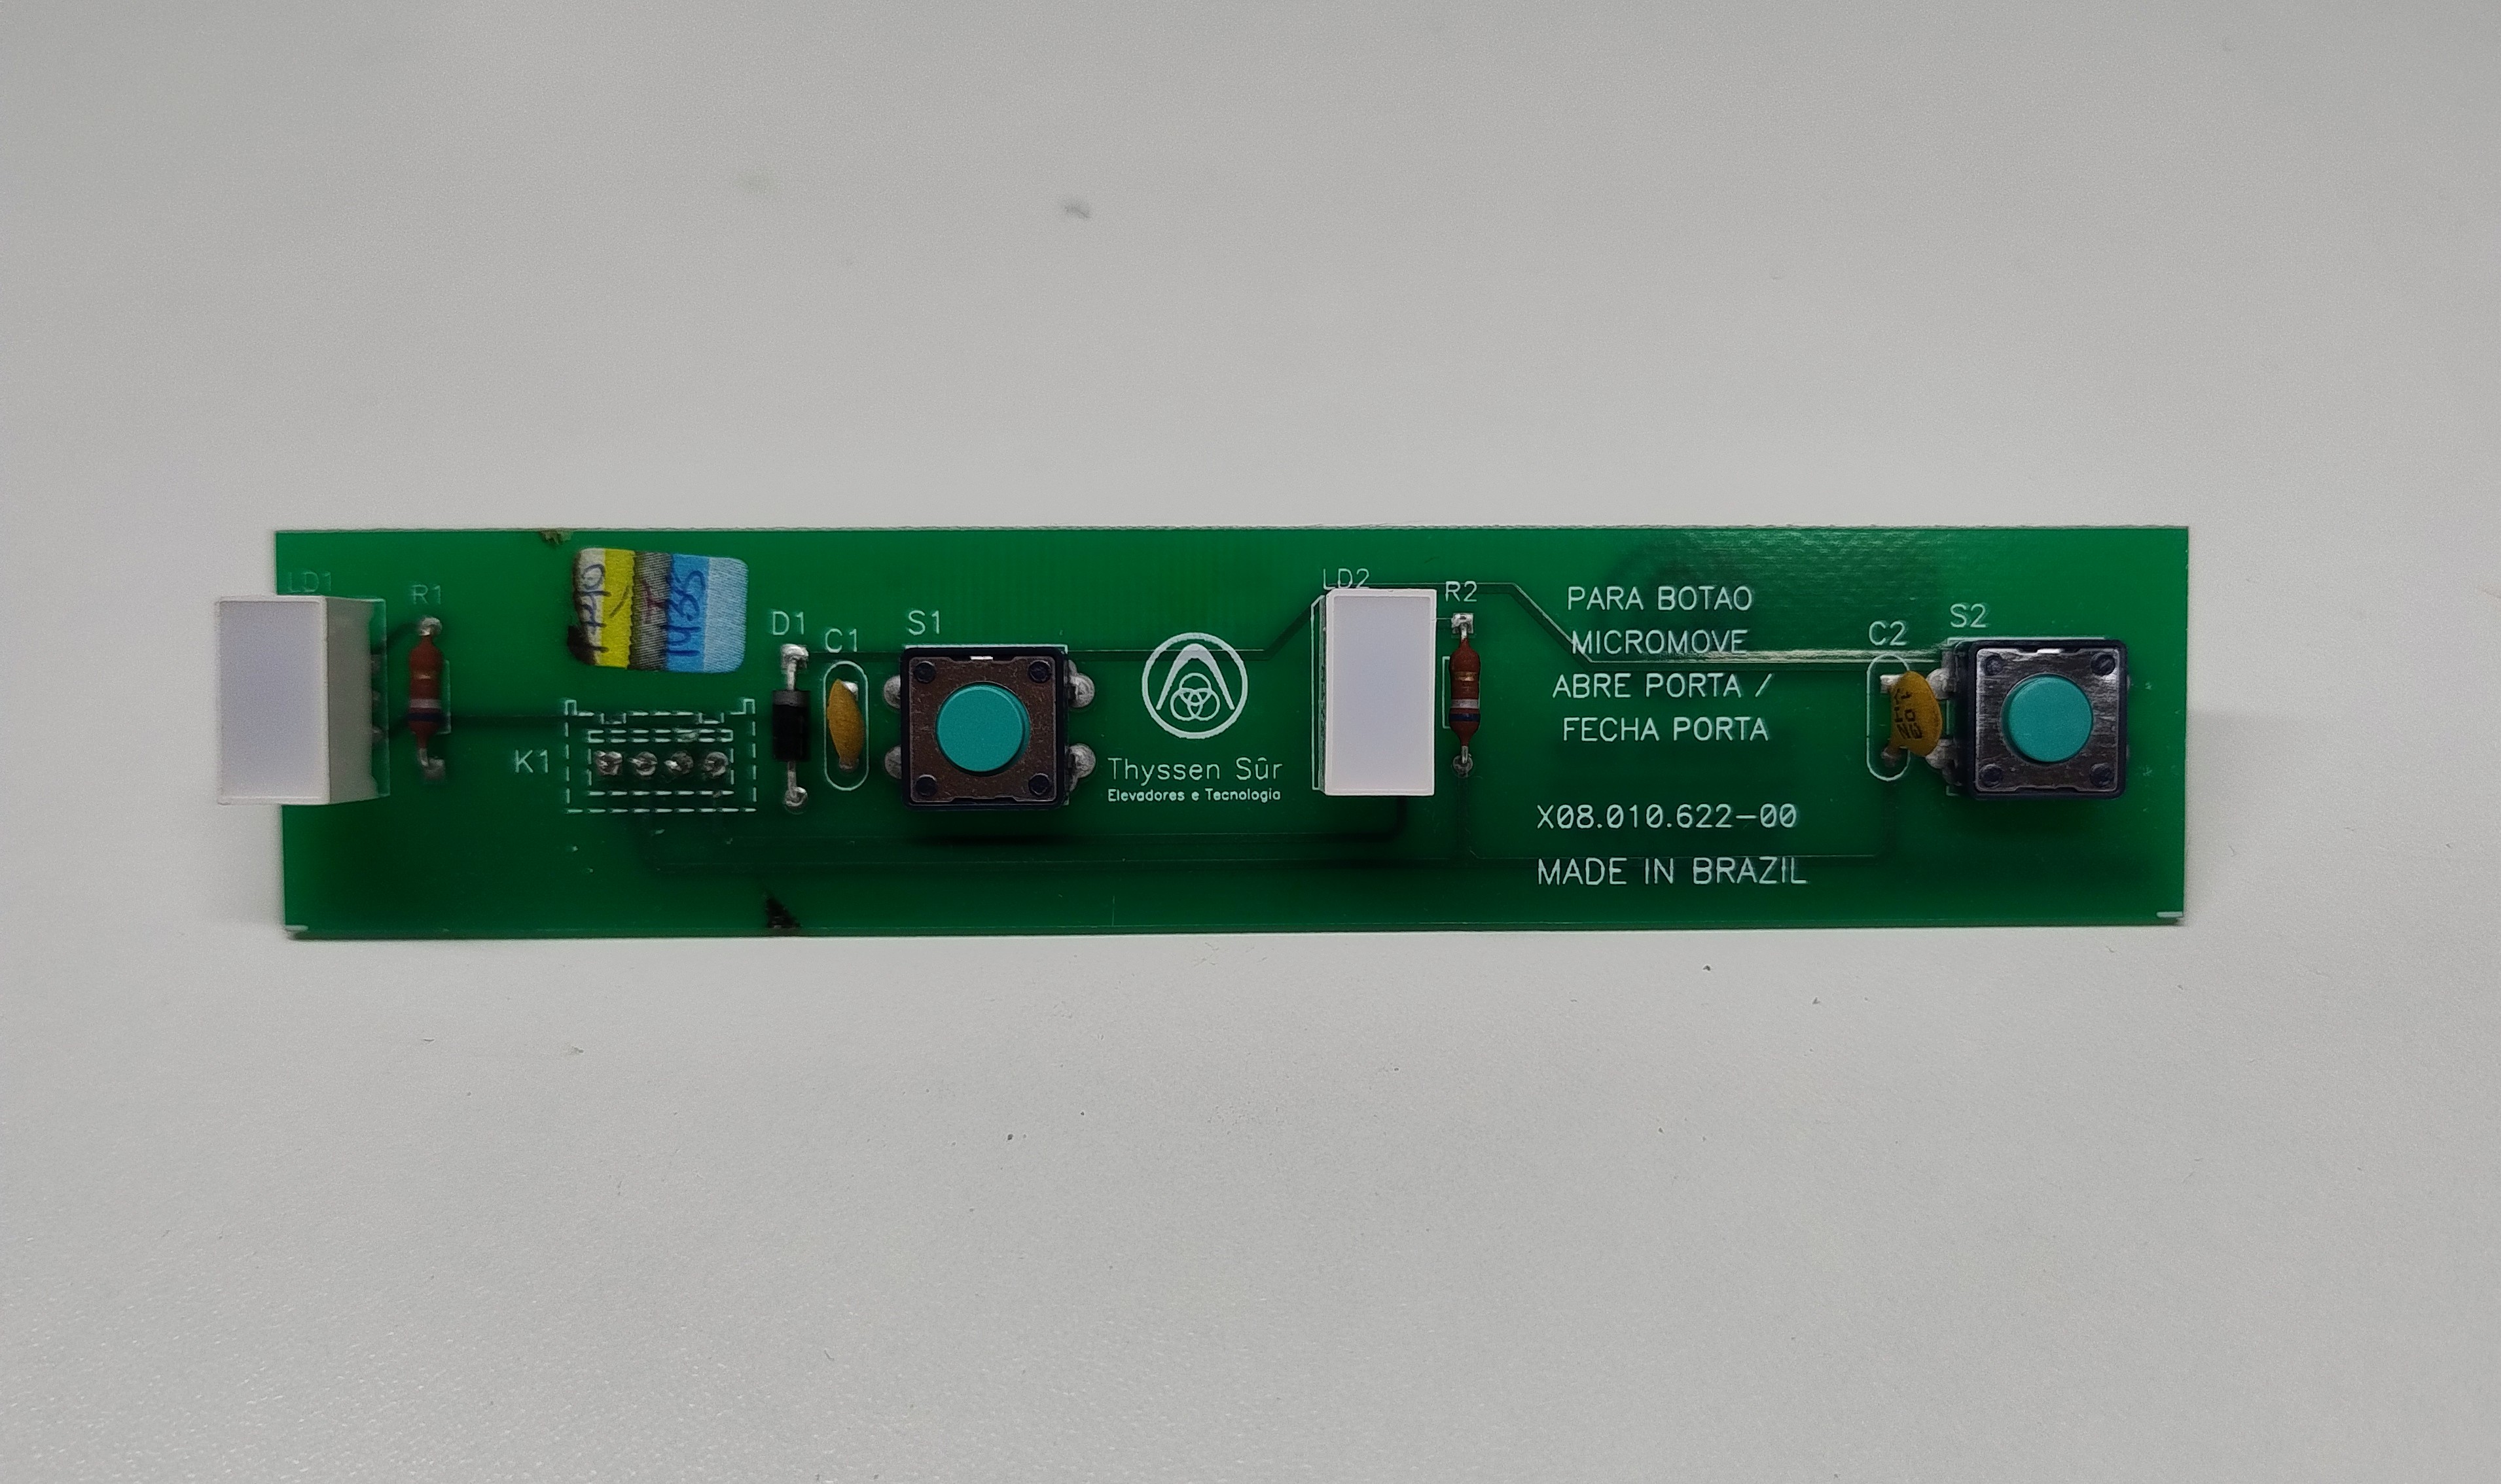 LD1
R1
K1
D1
C1
S1
Thyssen Sûr
Elevadores e Tecnologia
LD2
R2
PARA BOTAO
MICROMOVE
ABRE PORTA /
FECHA PORTA
X08.010.622-00
MADE IN BRAZIL
C2
S2